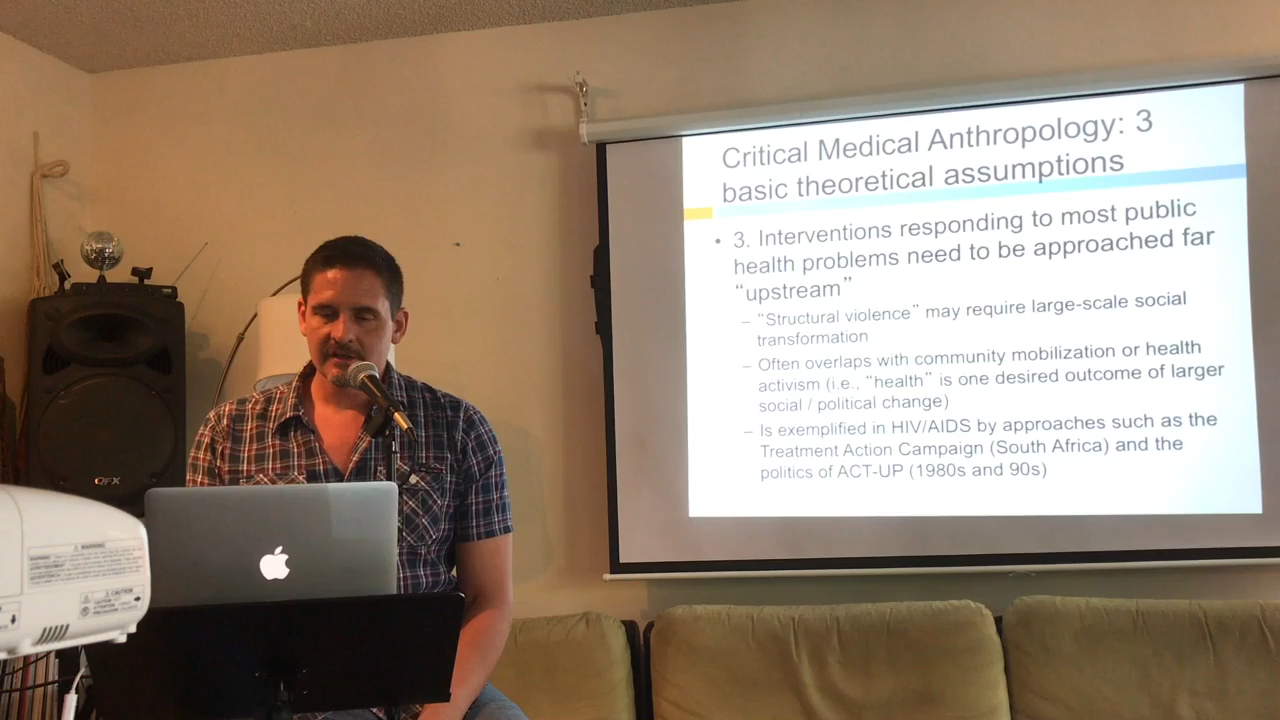 Critical Medical Anthropology: 3
basic theoretical assumptions
• 3. Interventions responding to most public
health problems need to be approached far
“upstream”
– “Structural violence” may require large-scale social
transformation
– Often overlaps with community mobilization or health
activism (i.e., “health” is one desired outcome of larger
social / political change)
– Is exemplified in HIV/AIDS by approaches such as the
Treatment Action Campaign (South Africa) and the
politics of ACT-UP (1980s and 90s)
QFX
WARNING
CAUTION